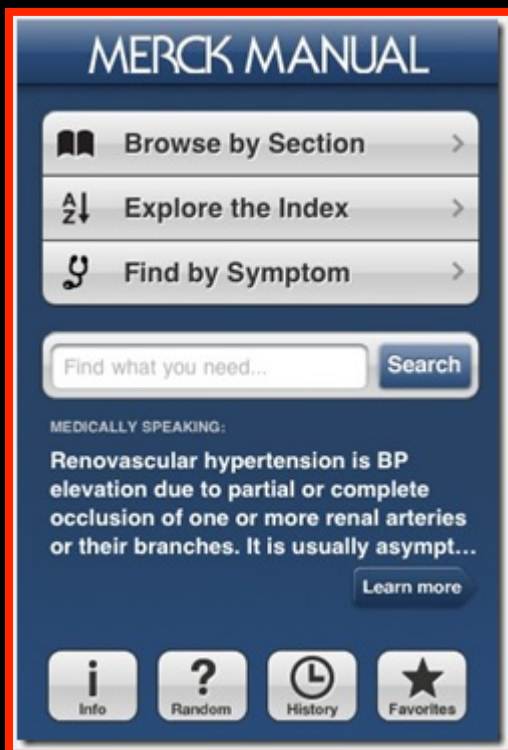 MERCK MANUAL
Browse by Section
A
Z
Explore the Index
Find by Symptom
Find what you need...
Search
MEDICALLY SPEAKING:
Renovascular hypertension is BP
elevation due to partial or complete
occlusion of one or more renal arteries
or their branches. It is usually asympt...
Learn more
i
Info
?
Random
History
Favorites